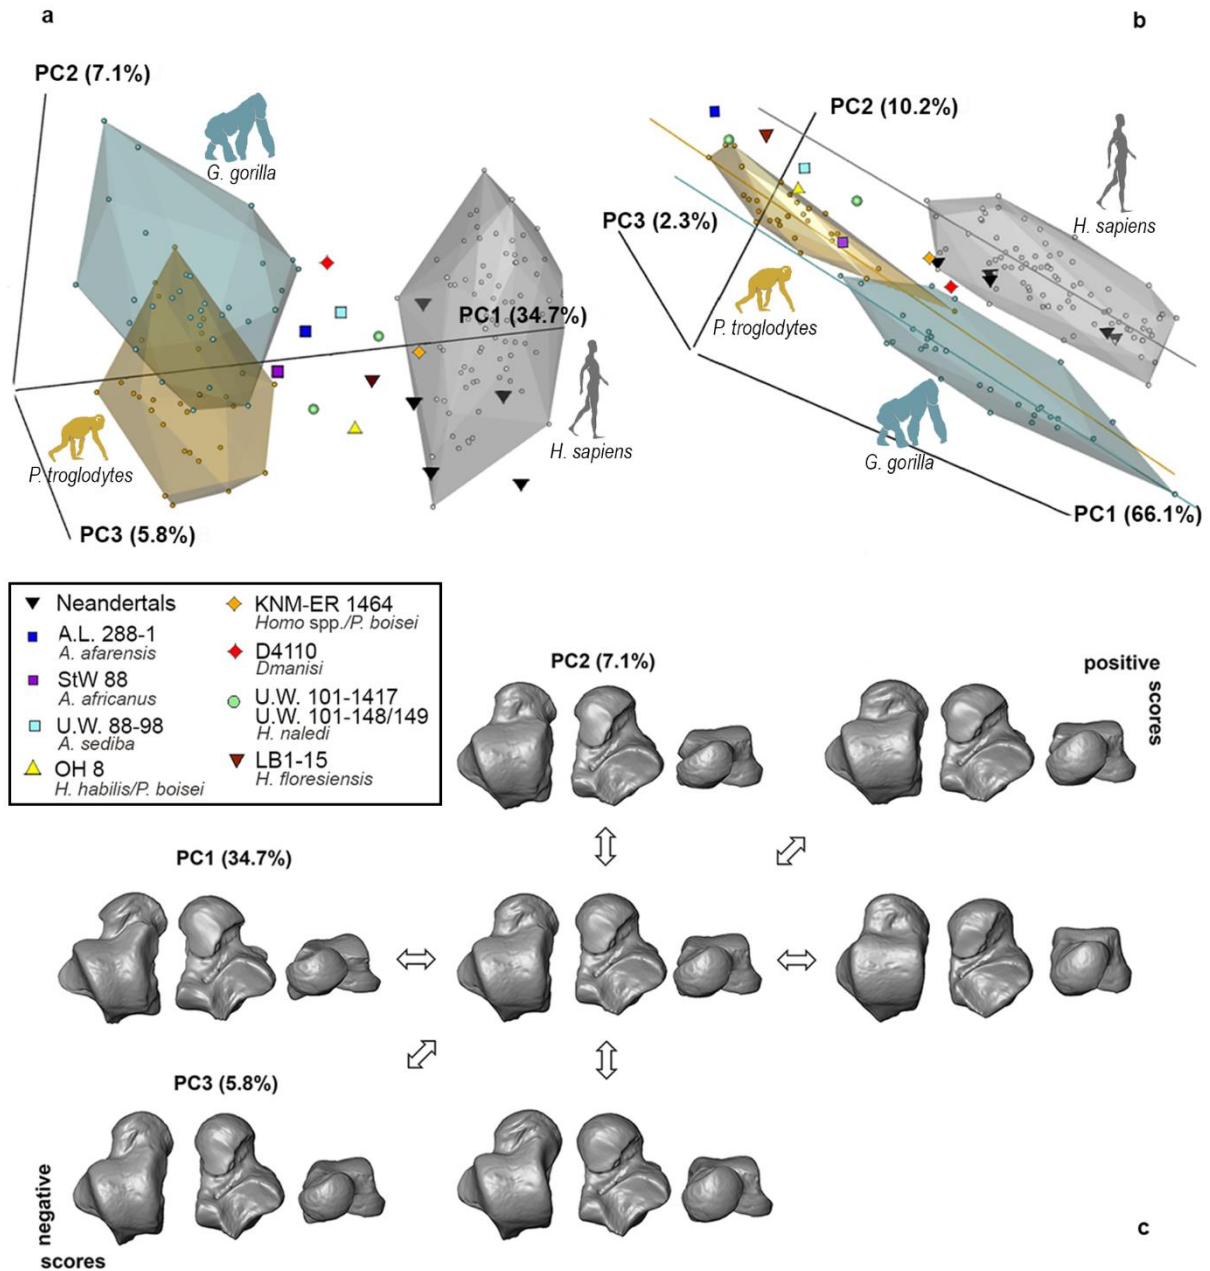 a
b
PC2 (7.1%)
G. gorilla
PC1 (34.7%)
H. sapiens
P. troglodytes
PC3 (5.8%)
PC2 (10.2%)
H. sapiens
PC3 (2.3%)
P. troglodytes
G. gorilla
PC1 (66.1%)
Neandertals
A.L. 288-1
A. afarensis
StW 88
A. africanus
U.W. 88-98
A. sediba
OH 8
H. habilis/P. boisei
KNM-ER 1464
Homo spp./P. boisei
D4110
Dmanisi
U.W. 101-1417
U.W. 101-148/149
H. naledi
LB1-15
H. floresiensis
PC2 (7.1%)
positive
scores
PC1 (34.7%)
PC3 (5.8%)
negative
scores
c